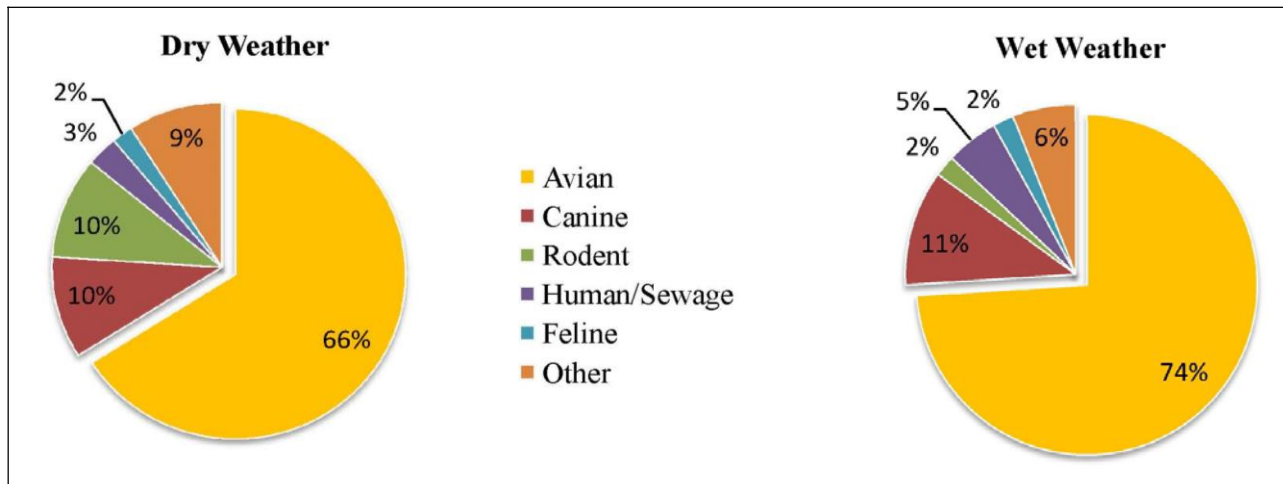 Dry Weather
2%
3%
9%
10%
10%
66%
Avian
Canine
Rodent
Human/Sewage
Feline
Other
Wet Weather
5%
2%
2%
6%
11%
74%